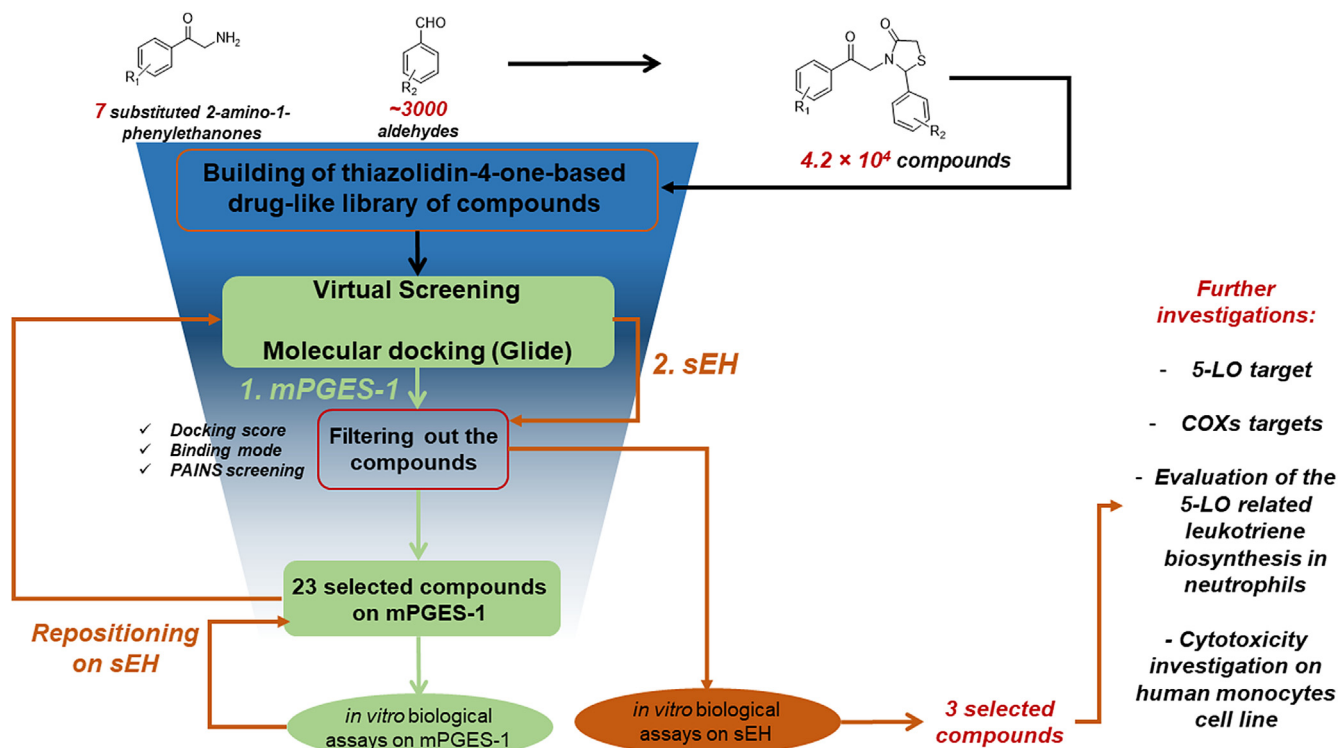 O
NH2
R1
7 substituted 2-amino-1-
phenylethanones
CHO
R2
~3000
aldehydes
O
O
N
S
R1
R2
4.2 × 10⁴ compounds
Building of thiazolidin-4-one-based
drug-like library of compounds
Virtual Screening
Molecular docking (Glide)
1. mPGES-1
2. sEH
✓ Docking score
✓ Binding mode
✓ PAINS screening
Filtering out the
compounds
23 selected compounds
on mPGES-1
Repositioning
on sEH
in vitro biological
assays on mPGES-1
in vitro biological
assays on sEH
3 selected
compounds
Further
investigations:
- 5-LO target
- COXs targets
- Evaluation of the
5-LO related
leukotriene
biosynthesis in
neutrophils
- Cytotoxicity
investigation on
human monocytes
cell line